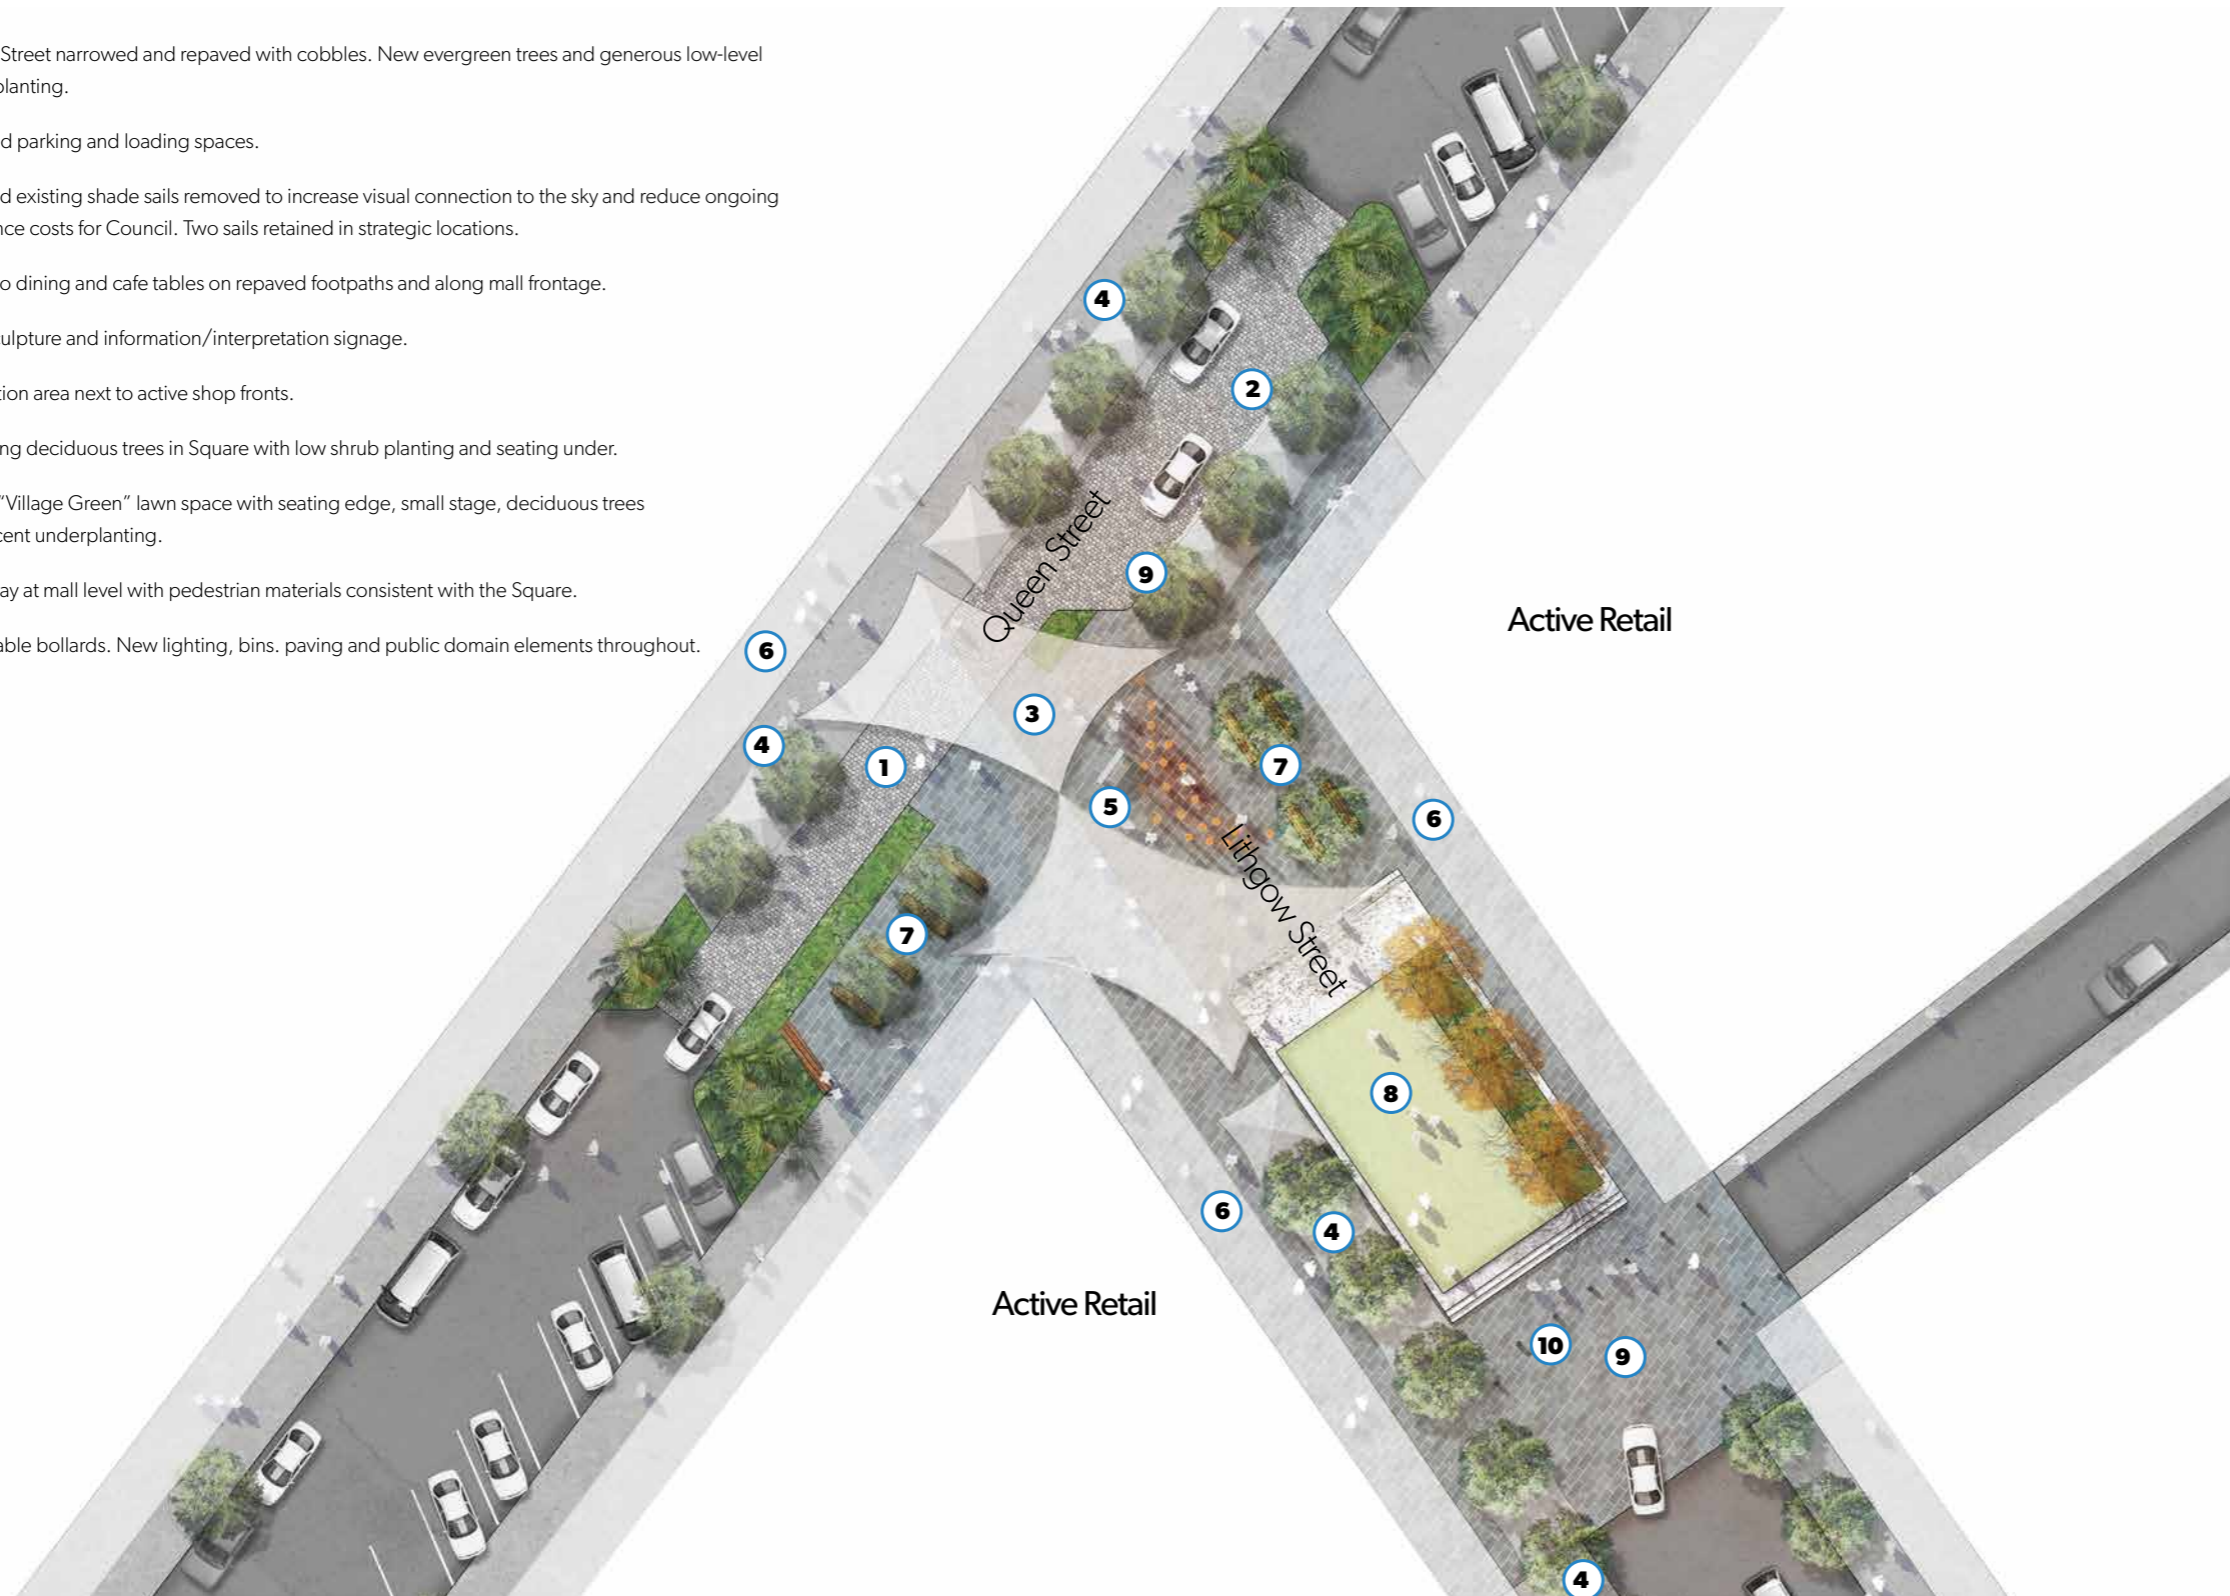 Street narrowed and repaved with cobbles. New evergreen trees and generous low-level
planting.
d parking and loading spaces.
d existing shade sails removed to increase visual connection to the sky and reduce ongoing
nce costs for Council. Two sails retained in strategic locations.
o dining and cafe tables on repaved footpaths and along mall frontage.
ulpture and information/interpretation signage.
tion area next to active shop fronts.
ng deciduous trees in Square with low shrub planting and seating under.
"Village Green" lawn space with seating edge, small stage, deciduous trees
cent underplanting.
ay at mall level with pedestrian materials consistent with the Square.
able bollards. New lighting, bins. paving and public domain elements throughout.
4
2
Queen Street
9
Active Retail
6
3
4
1
7
5
6
Lithgow Street
7
8
6
4
Active Retail
10
9
4